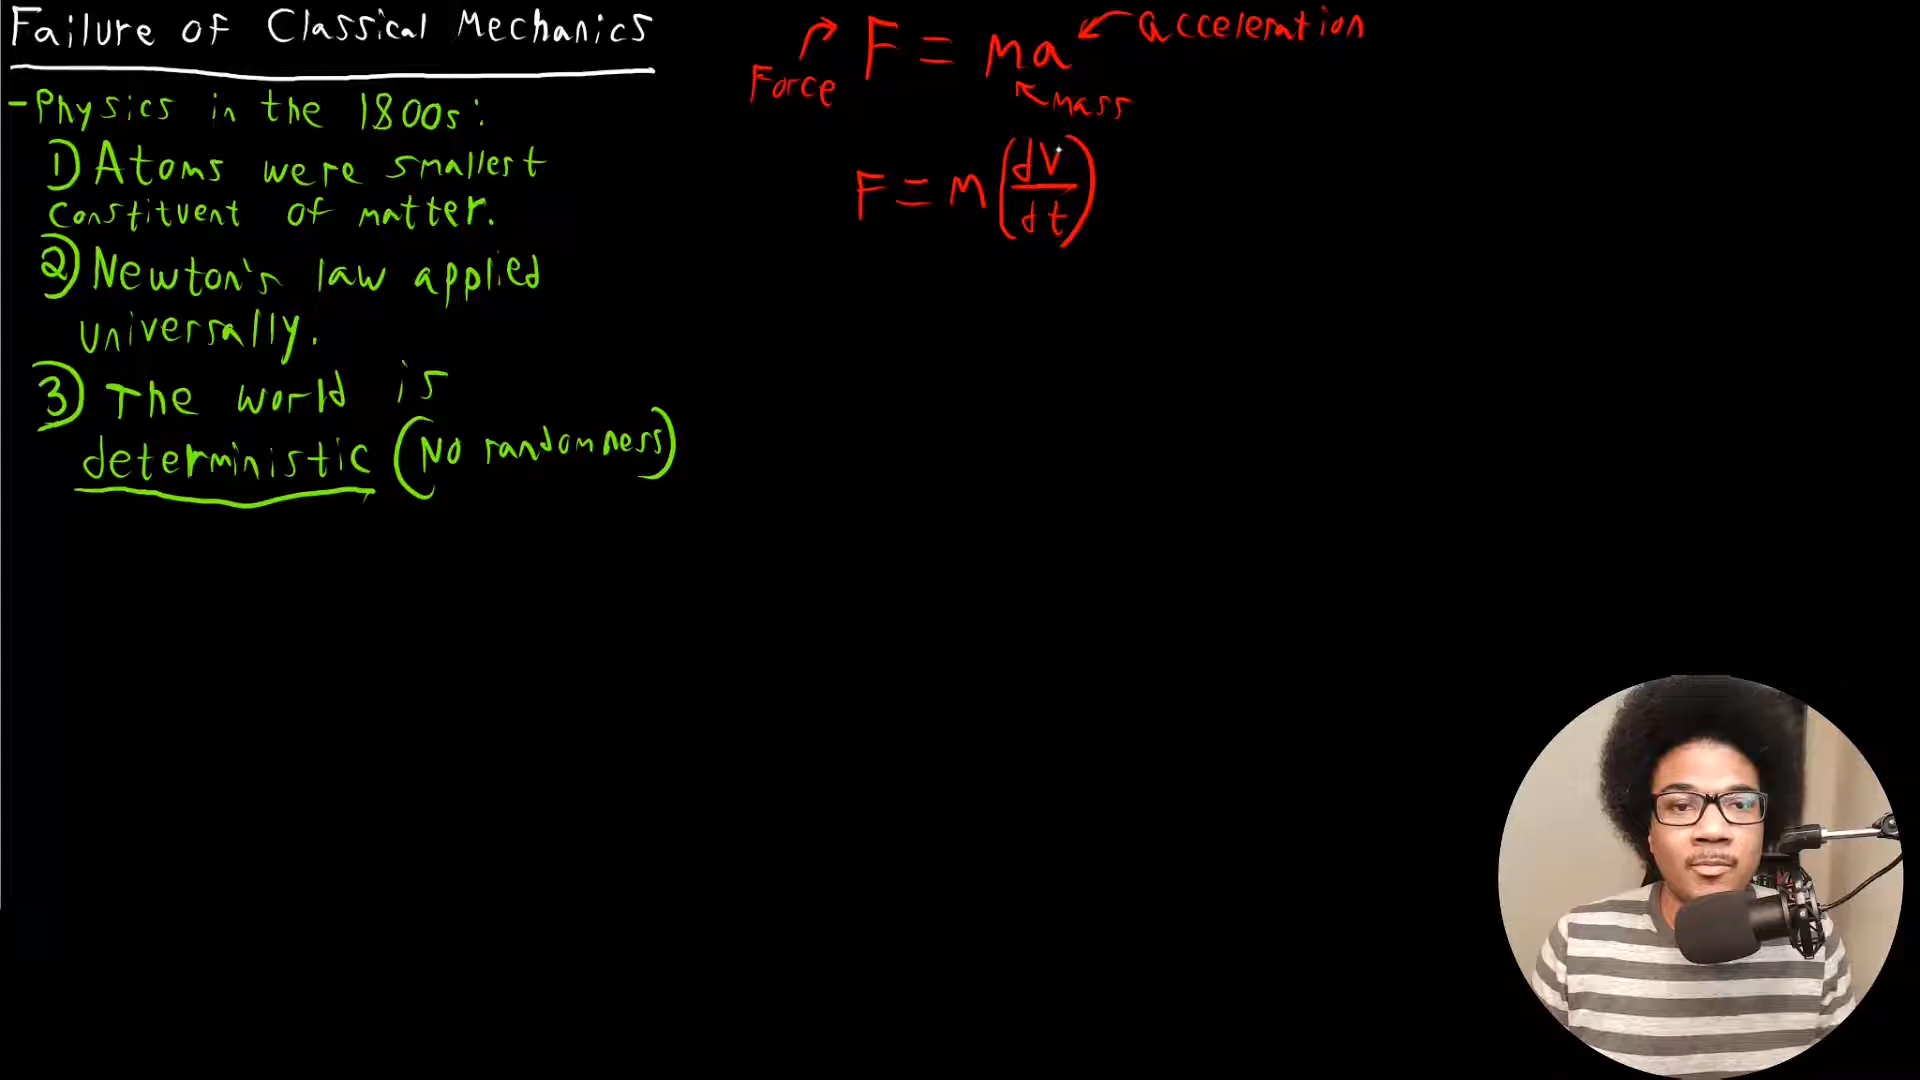 Failure of Classical Mechanics
- Physics in the 1800s:
1) Atoms were smallest
constituent of matter.
2) Newton's law applied
universally.
3) The world is
deterministic (No randomness)
F = ma
acceleration
Force
mass
F = m(dV/dt)